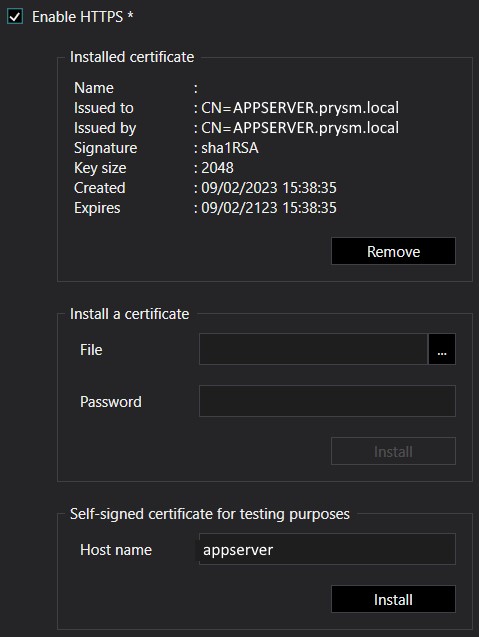 Enable HTTPS *
Installed certificate
Name :
Issued to : CN=APPSERVER.prysm.local
Issued by : CN=APPSERVER.prysm.local
Signature : sha1RSA
Key size : 2048
Created : 09/02/2023 15:38:35
Expires : 09/02/2123 15:38:35
Remove
Install a certificate
File ...
Password
Install
Self-signed certificate for testing purposes
Host name appserver
Install